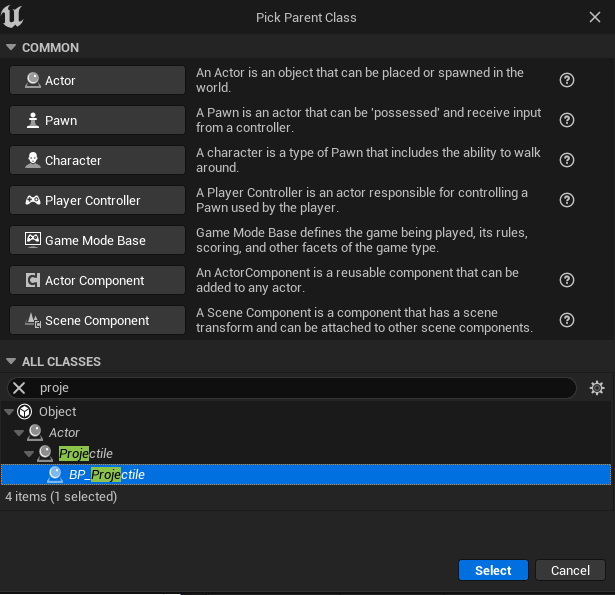 Pick Parent Class
COMMON
Actor
An Actor is an object that can be placed or spawned in the
world.
Pawn
A Pawn is an actor that can be 'possessed' and receive input
from a controller.
Character
A character is a type of Pawn that includes the ability to walk
around.
Player Controller
A Player Controller is an actor responsible for controlling a
Pawn used by the player.
Game Mode Base
Game Mode Base defines the game being played, its rules,
scoring, and other facets of the game type.
Actor Component
An ActorComponent is a reusable component that can be
added to any actor.
Scene Component
A Scene Component is a component that has a scene
transform and can be attached to other scene components.
ALL CLASSES
proje
Object
Actor
Projectile
BP_Projectile
4 items (1 selected)
Select
Cancel